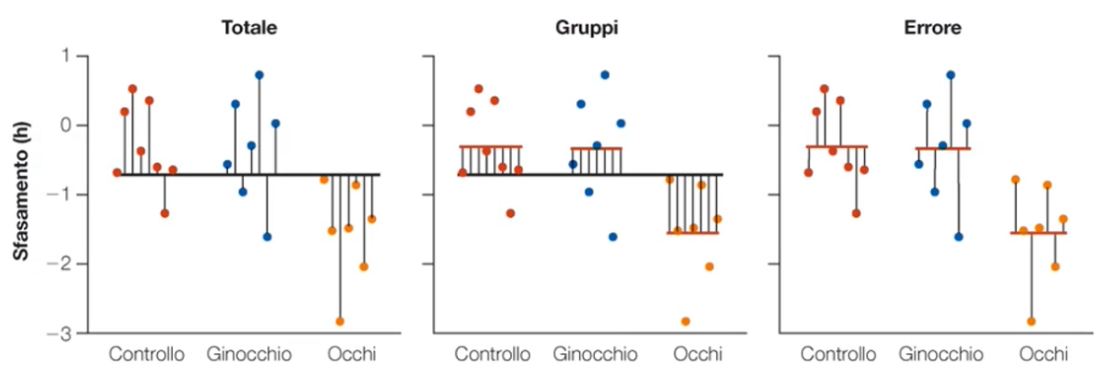 Totale
Gruppi
Errore
Sfasamento (h)
1
0
−1
−2
−3
Controllo Ginocchio Occhi
Controllo Ginocchio Occhi
Controllo Ginocchio Occhi